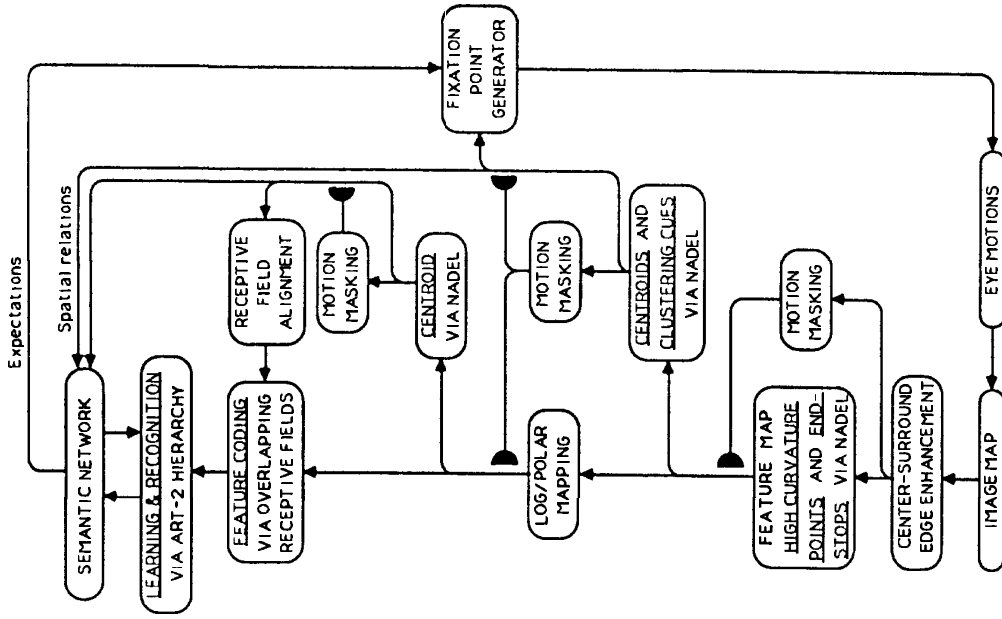 Expectations
Spatial relations
SEMANTIC NETWORK
LEARNING & RECOGNITION
VIA ART-2 HIERARCHY
FEATURE CODING
VIA OVERLAPPING
RECEPTIVE FIELDS
RECEPTIVE
FIELD
ALIGNMENT
MOTION
MASKING
CENTROID
VIA NADEL
FIXATION
POINT
GENERATOR
LOG/POLAR
MAPPING
MOTION
MASKING
CENTROIDS AND
CLUSTERING CUES
VIA NADEL
FEATURE MAP
HIGH CURVATURE
POINTS AND END-
STOPS VIA NADEL
MOTION
MASKING
CENTER-SURROUND
EDGE ENHANCEMENT
IMAGE MAP
EYE MOTIONS